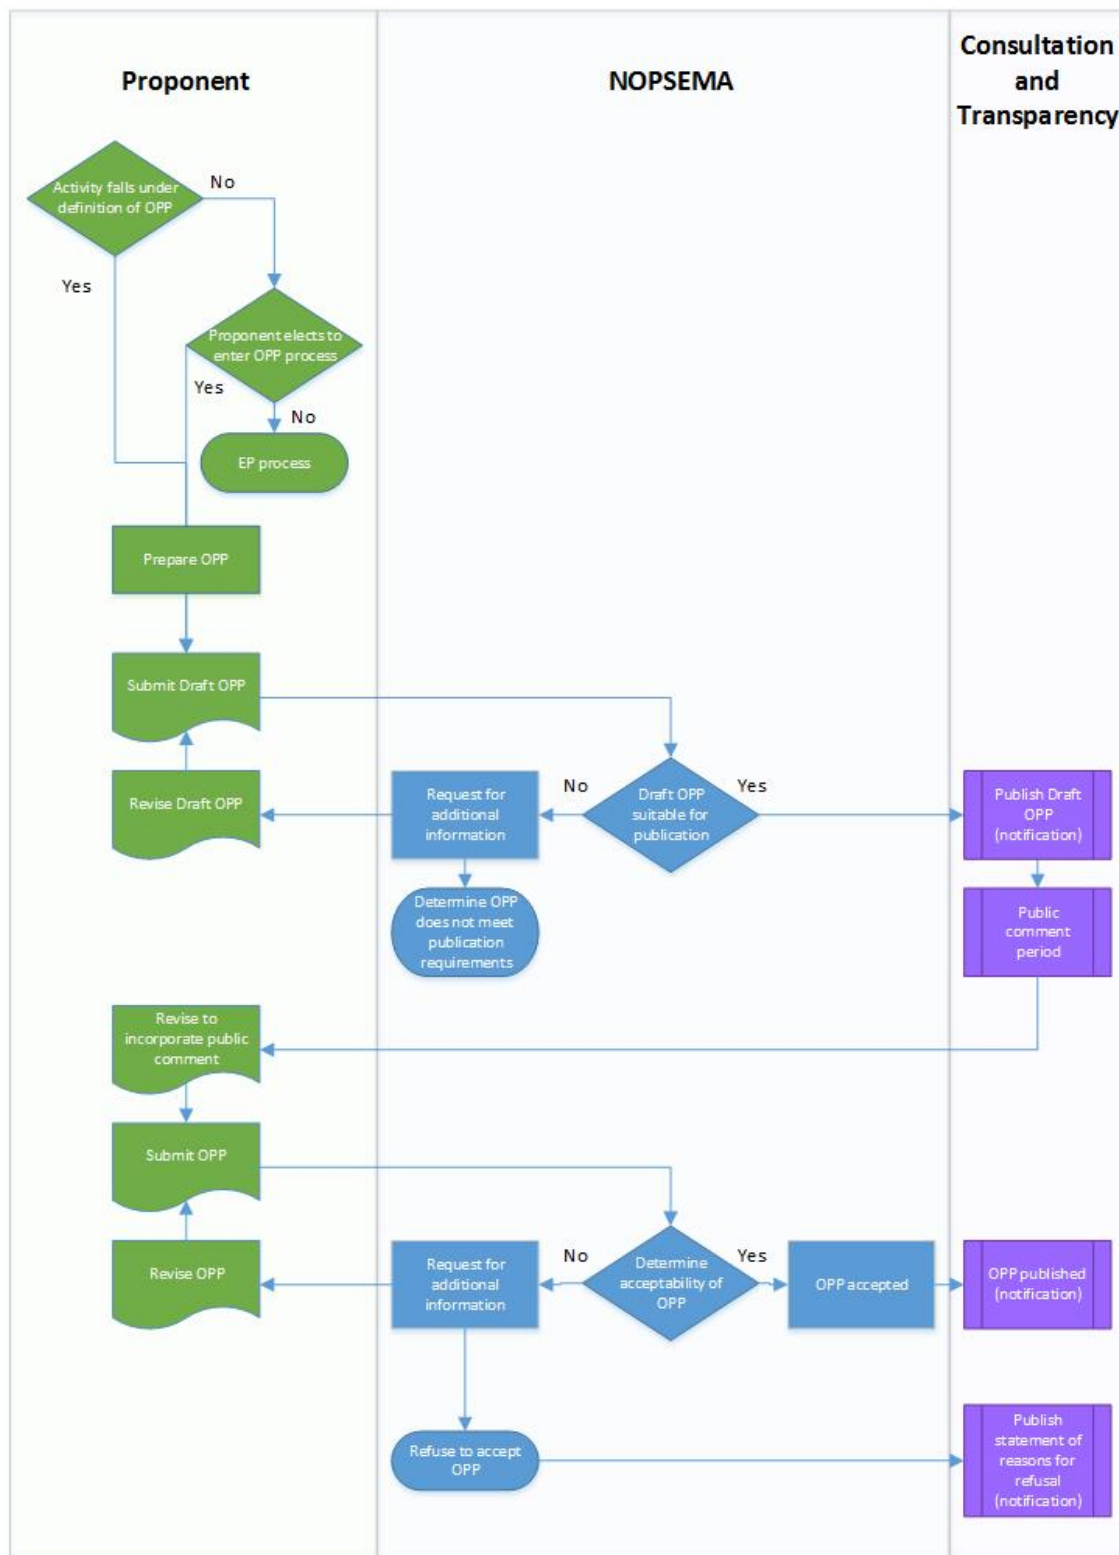 Proponent
NOPSEMA
Consultation
and
Transparency
Activity falls under
definition of OPP
No
Yes
Proponent elects to
enter OPP process
Yes
No
EP process
Prepare OPP
Submit Draft OPP
Revise Draft OPP
Request for
additional
information
No
Draft OPP
suitable for
publication
Yes
Publish Draft
OPP
(notification)
Determine OPP
does not meet
publication
requirements
Public
comment
period
Revise to
incorporate public
comment
Submit OPP
Revise OPP
Request for
additional
information
No
Determine
acceptability of
OPP
Yes
OPP accepted
OPP published
(notification)
Refuse to accept
OPP
Publish
statement of
reasons for
refusal
(notification)